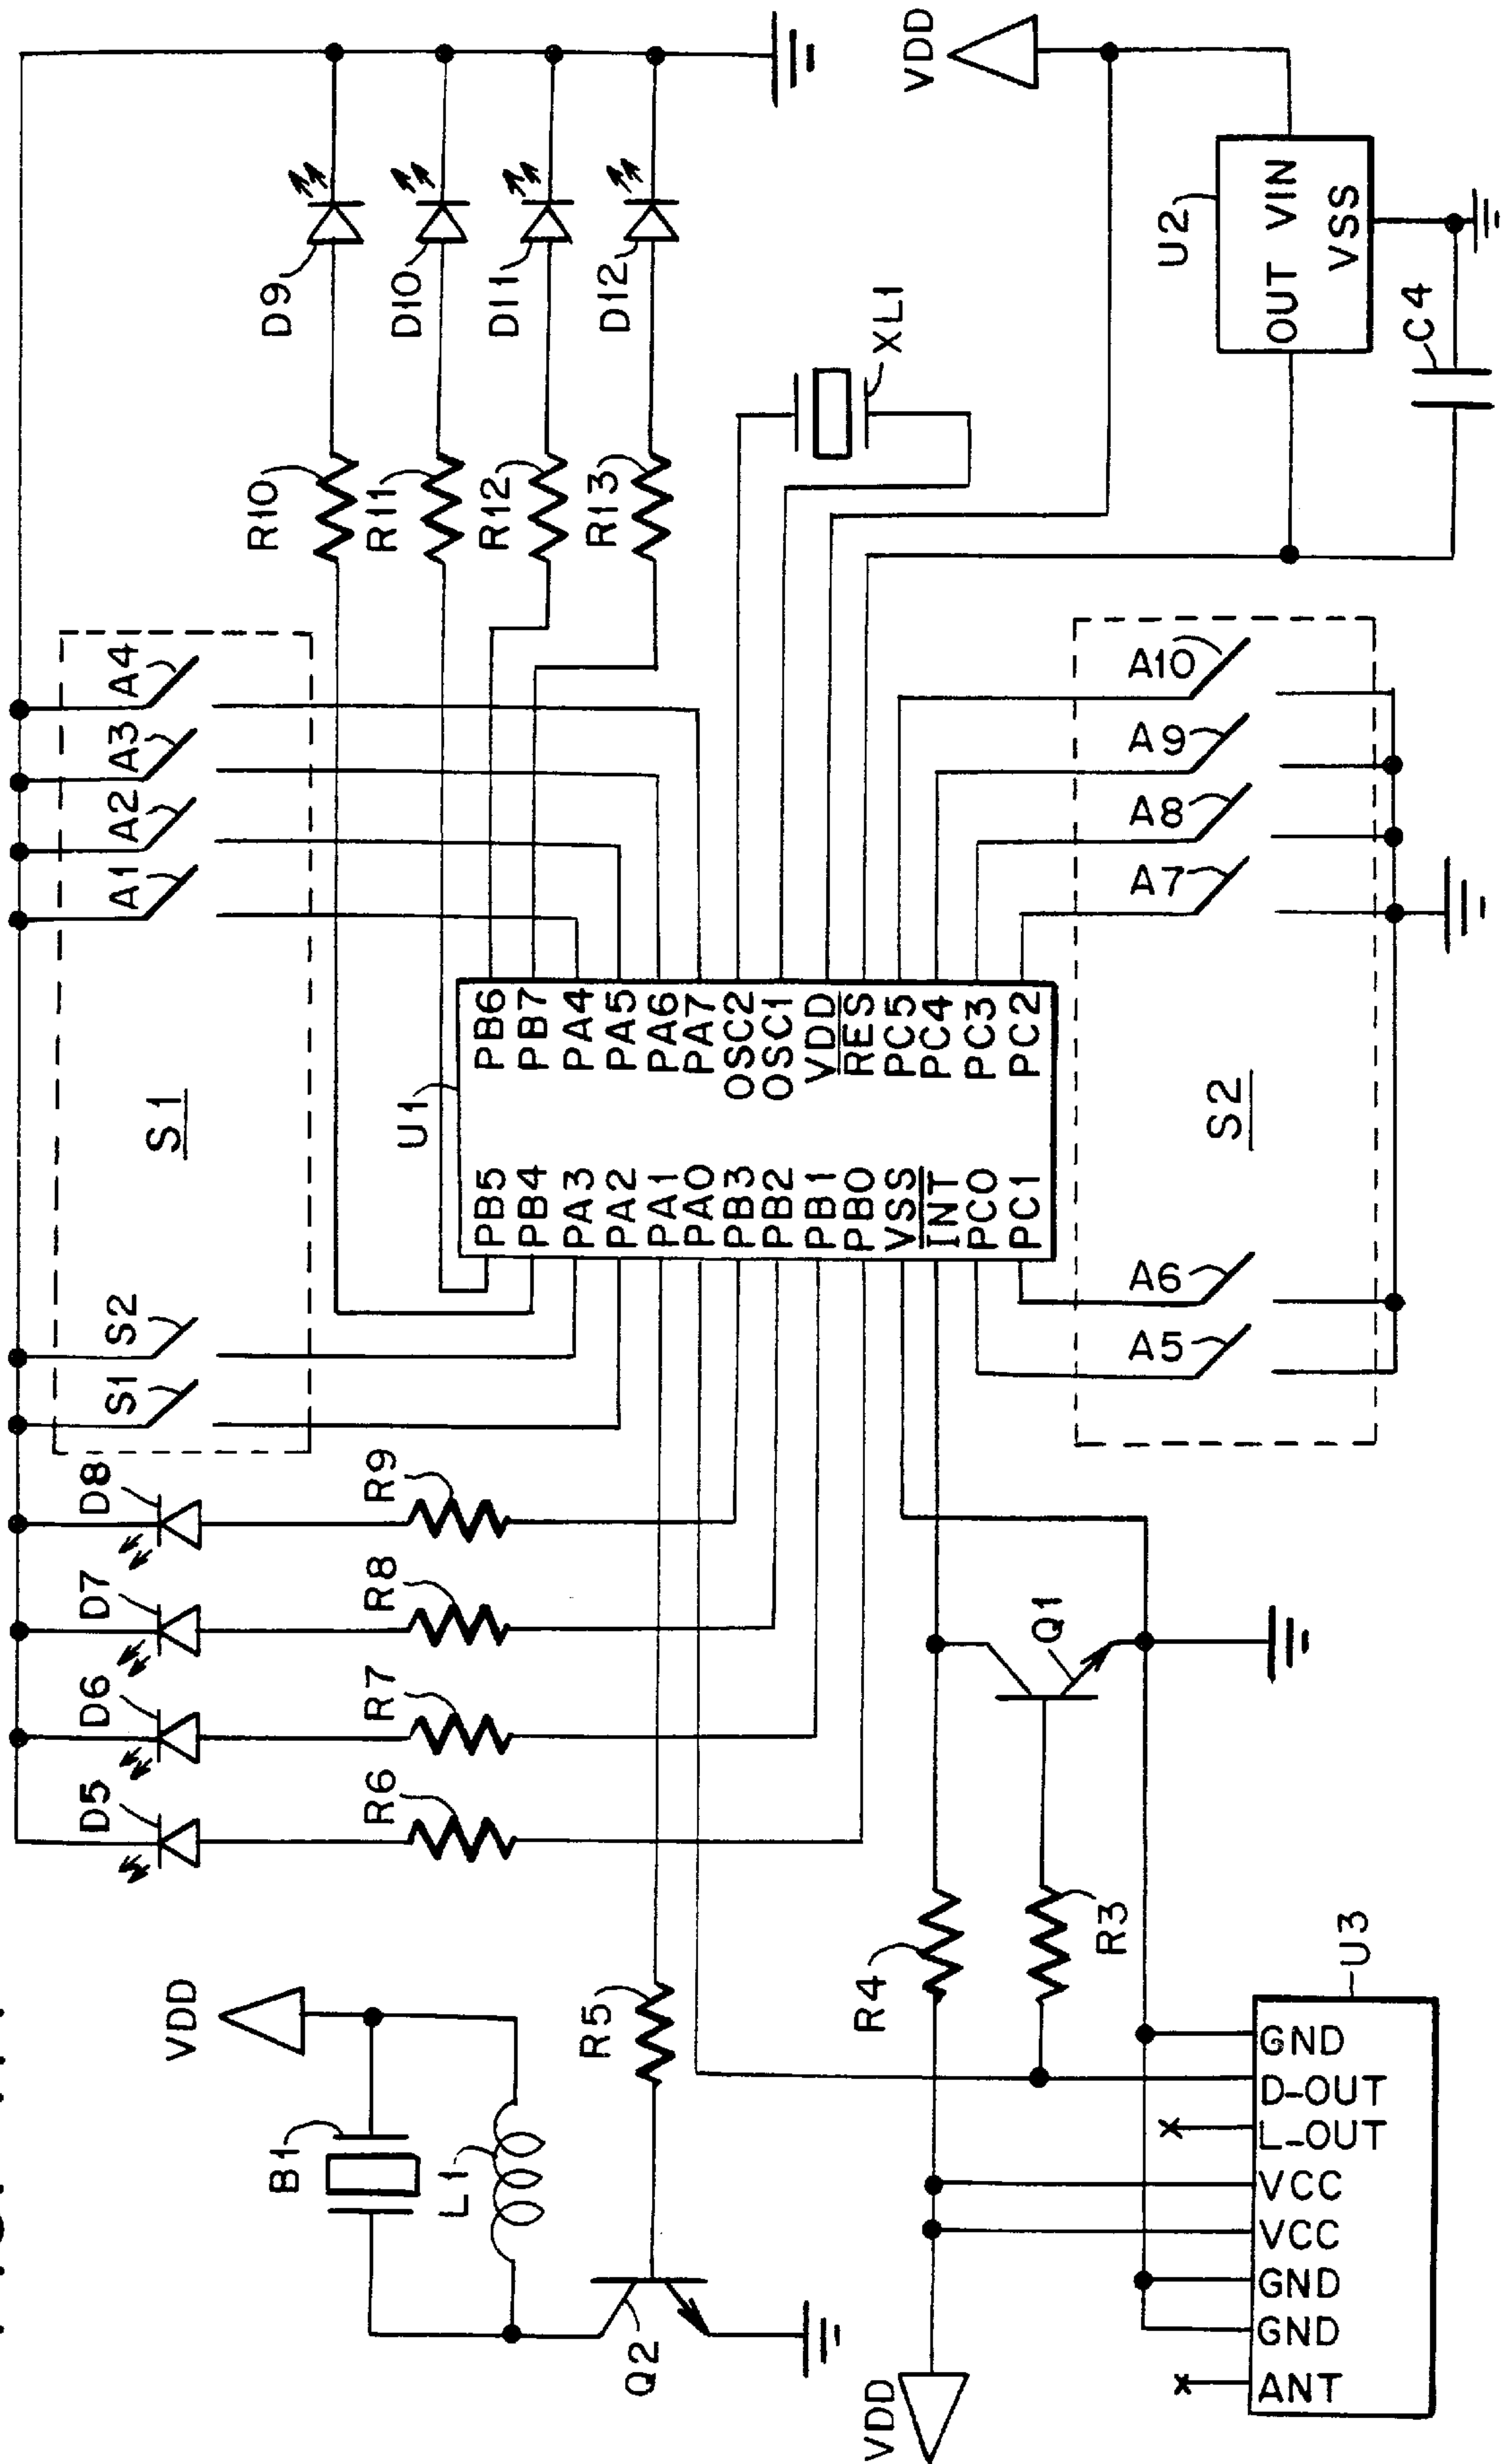 VDD
B1
L1
Q2
R5
D5
D6
D7
D8
R6
R7
R8
R9
S1
S2
S1
A1
A2
A3
A4
R10
R11
R12
R13
D9
D10
D11
D12
U1
PB5
PB4
PA3
PA2
PA1
PA0
PB3
PB2
PB1
PB0
VSS
INT
PC0
PC1
PB6
PB7
PA4
PA5
PA6
PA7
OSC2
OSC1
VDD
RES
PC5
PC4
PC3
PC2
XL1
VDD
U2
OUT VIN
VSS
C4
VDD
R4
R3
Q1
U3
ANT
GND
GND
VCC
VCC
L-OUT
D-OUT
GND
A5
A6
S2
A7
A8
A9
A10